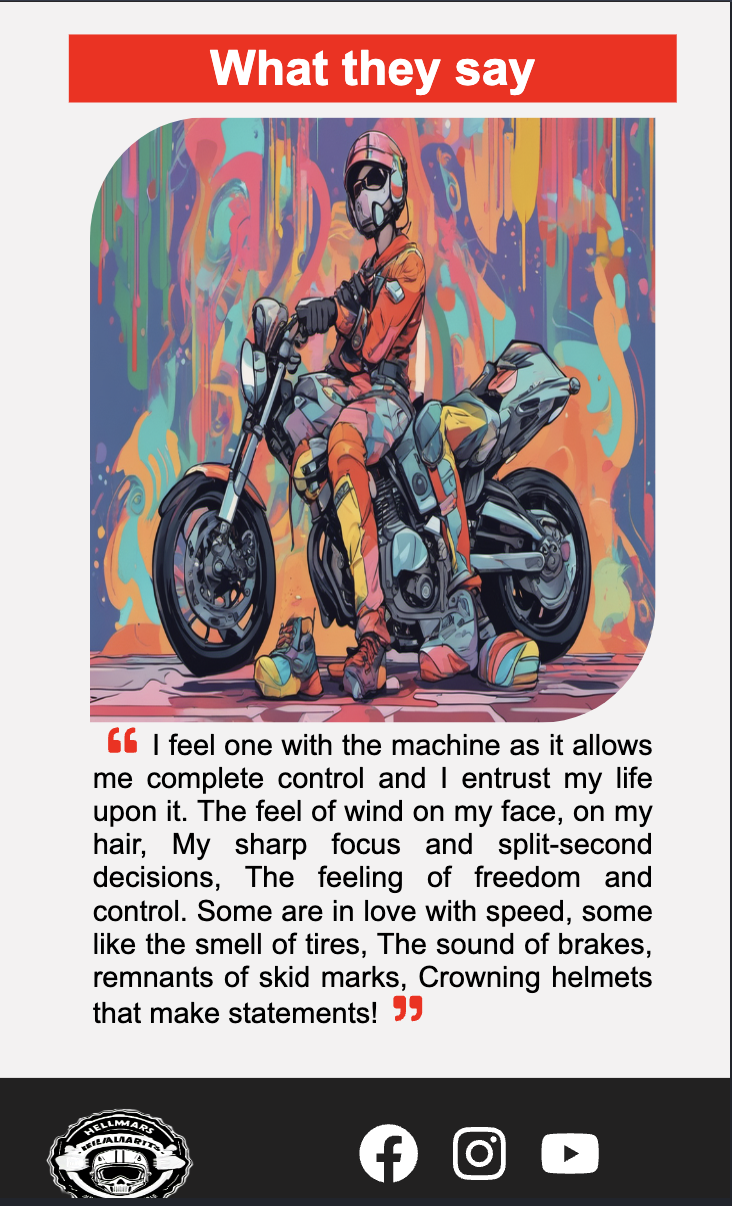 What they say
“ I feel one with the machine as it allows
me complete control and I entrust my life
upon it. The feel of wind on my face, on my
hair, My sharp focus and split-second
decisions, The feeling of freedom and
control. Some are in love with speed, some
like the smell of tires, The sound of brakes,
remnants of skid marks, Crowning helmets
that make statements! ”
HELLMARS